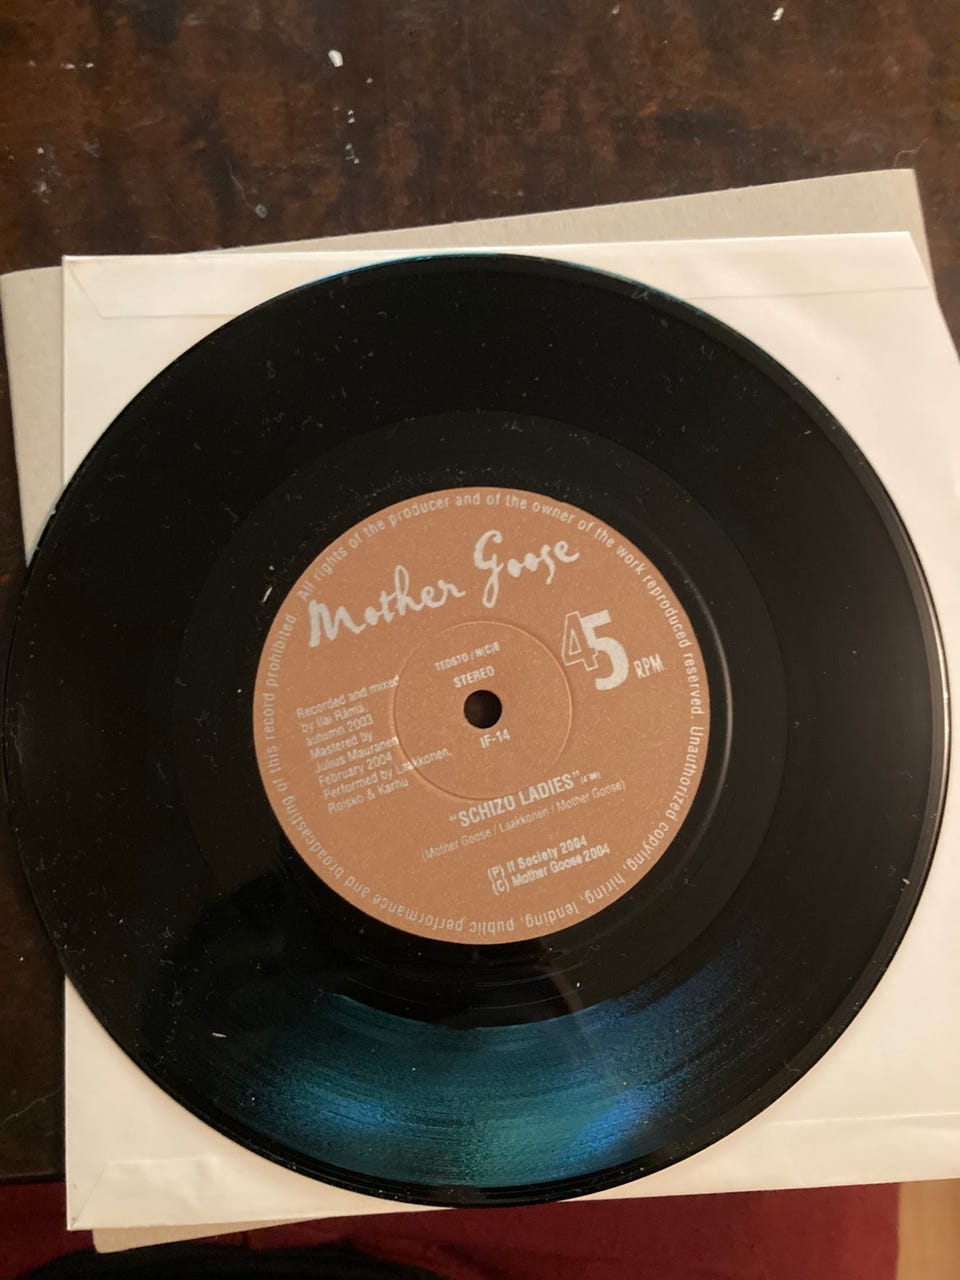 All rights of the producer and of the owner of the work reproduced reserved. Unauthorized copying, hiring, lending, public performance and broadcasting of this record prohibited.
Mother Goose
45
RPM
TEOSTO / N(C)B
STEREO
IF-14
Recorded and mixed
by Ilai Rämä,
autumn 2003
Mastered by
Julius Mauranen
February 2004
Performed by Laakkonen,
Roisko & Karhu
"SCHIZO LADIES"
(Mother Goose / Laakkonen / Mother Goose)
(P) If Society 2004
(C) Mother Goose 2004